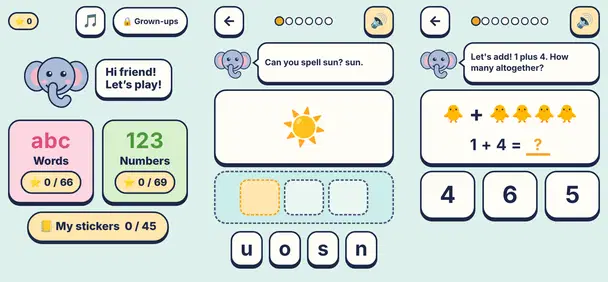 0
Grown-ups
Hi friend!
Let's play!
abc
Words
0 / 66
123
Numbers
0 / 69
My stickers 0 / 45
Can you spell sun? sun.
u o s n
Let's add! 1 plus 4. How
many altogether?
+
1 + 4 = ?
4 6 5